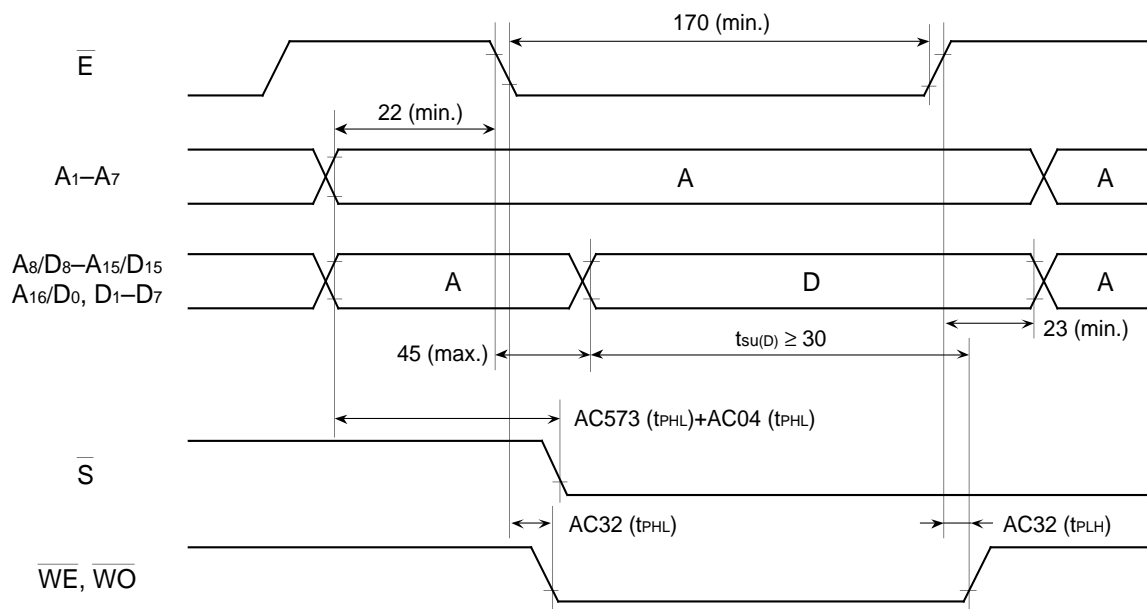 170 (min.)
E
22 (min.)
A1–A7
A
A
A8/D8–A15/D15
A16/D0, D1–D7
A
D
A
23 (min.)
45 (max.)
tsu(D) ≥ 30
AC573 (tPHL)+AC04 (tPHL)
S
AC32 (tPHL)
AC32 (tPLH)
WE, WO